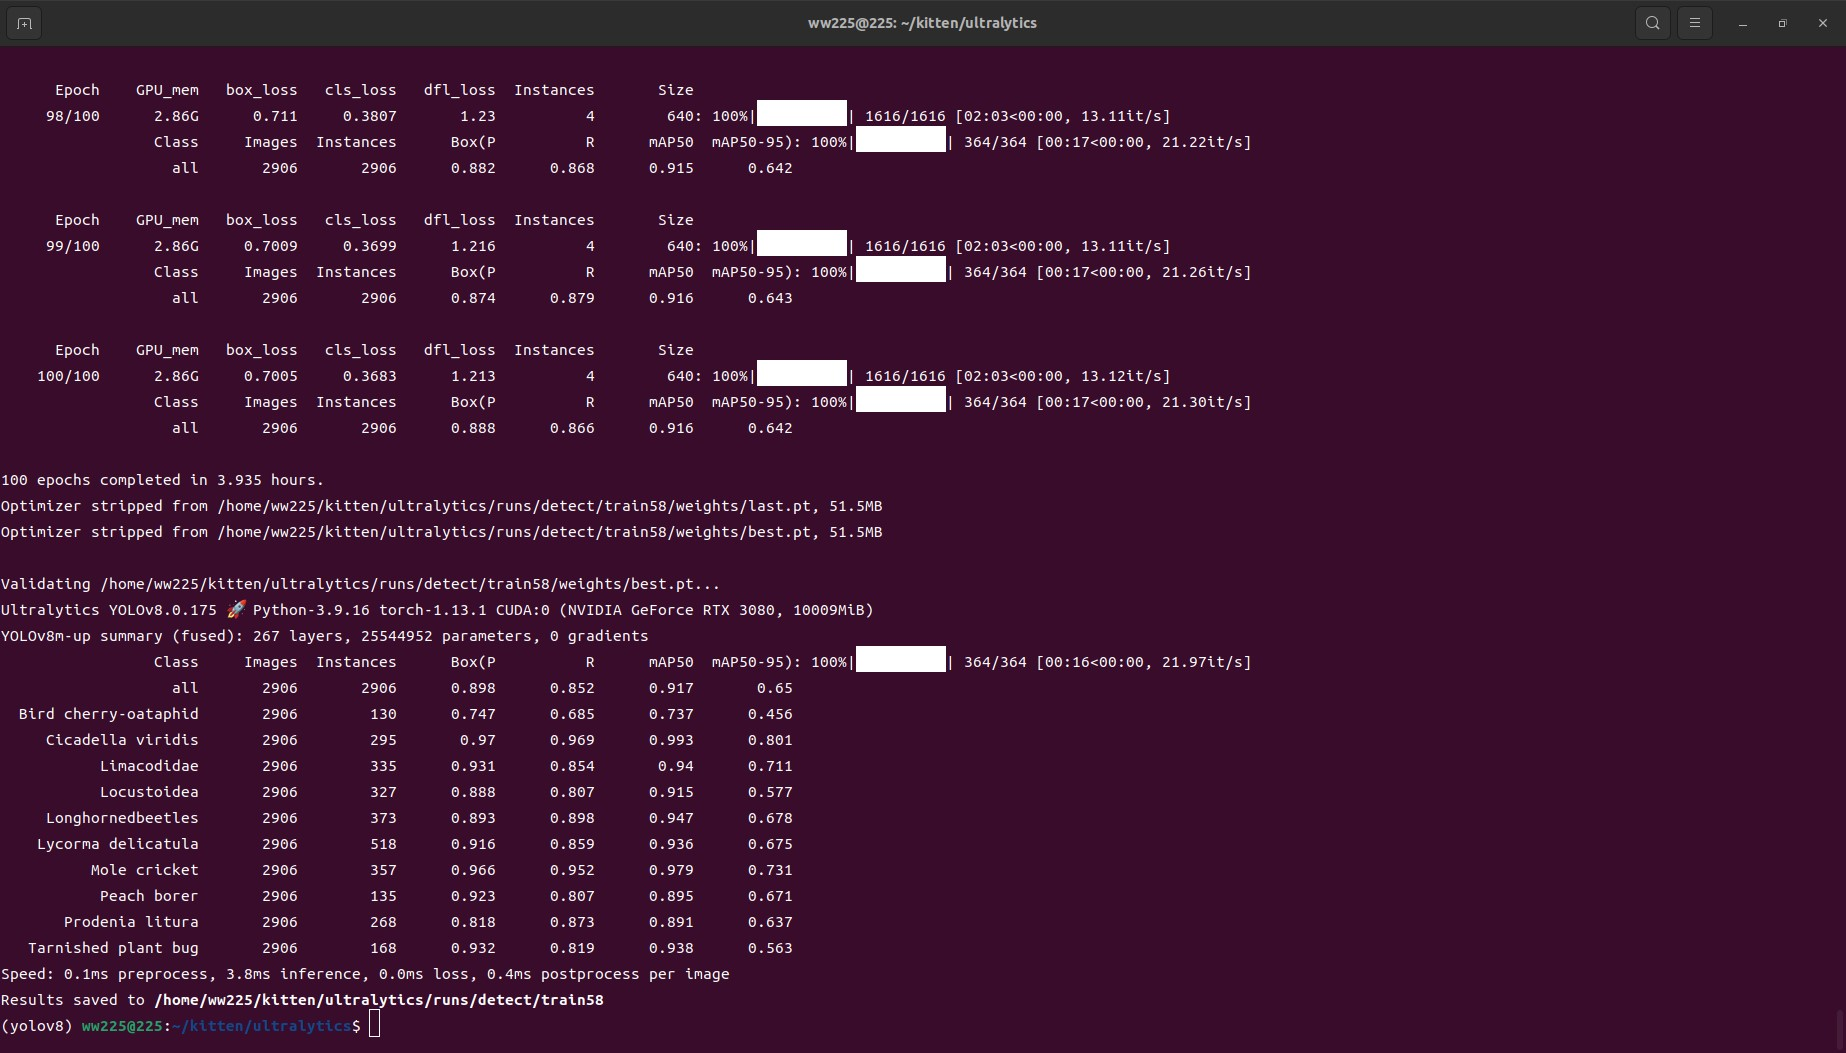 ww225@225: ~/kitten/ultralytics
Epoch GPU_mem box_loss cls_loss dfl_loss Instances Size
98/100 2.86G 0.711 0.3807 1.23 4 640: 100%| | 1616/1616 [02:03<00:00, 13.11it/s]
Class Images Instances Box(P R mAP50 mAP50-95): 100%| | 364/364 [00:17<00:00, 21.22it/s]
all 2906 2906 0.882 0.868 0.915 0.642
Epoch GPU_mem box_loss cls_loss dfl_loss Instances Size
99/100 2.86G 0.7009 0.3699 1.216 4 640: 100%| | 1616/1616 [02:03<00:00, 13.11it/s]
Class Images Instances Box(P R mAP50 mAP50-95): 100%| | 364/364 [00:17<00:00, 21.26it/s]
all 2906 2906 0.874 0.879 0.916 0.643
Epoch GPU_mem box_loss cls_loss dfl_loss Instances Size
100/100 2.86G 0.7005 0.3683 1.213 4 640: 100%| | 1616/1616 [02:03<00:00, 13.12it/s]
Class Images Instances Box(P R mAP50 mAP50-95): 100%| | 364/364 [00:17<00:00, 21.30it/s]
all 2906 2906 0.888 0.866 0.916 0.642
100 epochs completed in 3.935 hours.
Optimizer stripped from /home/ww225/kitten/ultralytics/runs/detect/train58/weights/last.pt, 51.5MB
Optimizer stripped from /home/ww225/kitten/ultralytics/runs/detect/train58/weights/best.pt, 51.5MB
Validating /home/ww225/kitten/ultralytics/runs/detect/train58/weights/best.pt...
Ultralytics YOLOv8.0.175 🚀 Python-3.9.16 torch-1.13.1 CUDA:0 (NVIDIA GeForce RTX 3080, 10009MiB)
YOLOv8m-up summary (fused): 267 layers, 25544952 parameters, 0 gradients
Class Images Instances Box(P R mAP50 mAP50-95): 100%| | 364/364 [00:16<00:00, 21.97it/s]
all 2906 2906 0.898 0.852 0.917 0.65
Bird cherry-oataphid 2906 130 0.747 0.685 0.737 0.456
Cicadella viridis 2906 295 0.97 0.969 0.993 0.801
Limacodidae 2906 335 0.931 0.854 0.94 0.711
Locustoidea 2906 327 0.888 0.807 0.915 0.577
Longhornedbeetles 2906 373 0.893 0.898 0.947 0.678
Lycorma delicatula 2906 518 0.916 0.859 0.936 0.675
Mole cricket 2906 357 0.966 0.952 0.979 0.731
Peach borer 2906 135 0.923 0.807 0.895 0.671
Prodenia litura 2906 268 0.818 0.873 0.891 0.637
Tarnished plant bug 2906 168 0.932 0.819 0.938 0.563
Speed: 0.1ms preprocess, 3.8ms inference, 0.0ms loss, 0.4ms postprocess per image
Results saved to /home/ww225/kitten/ultralytics/runs/detect/train58
(yolov8) ww225@225:~/kitten/ultralytics$